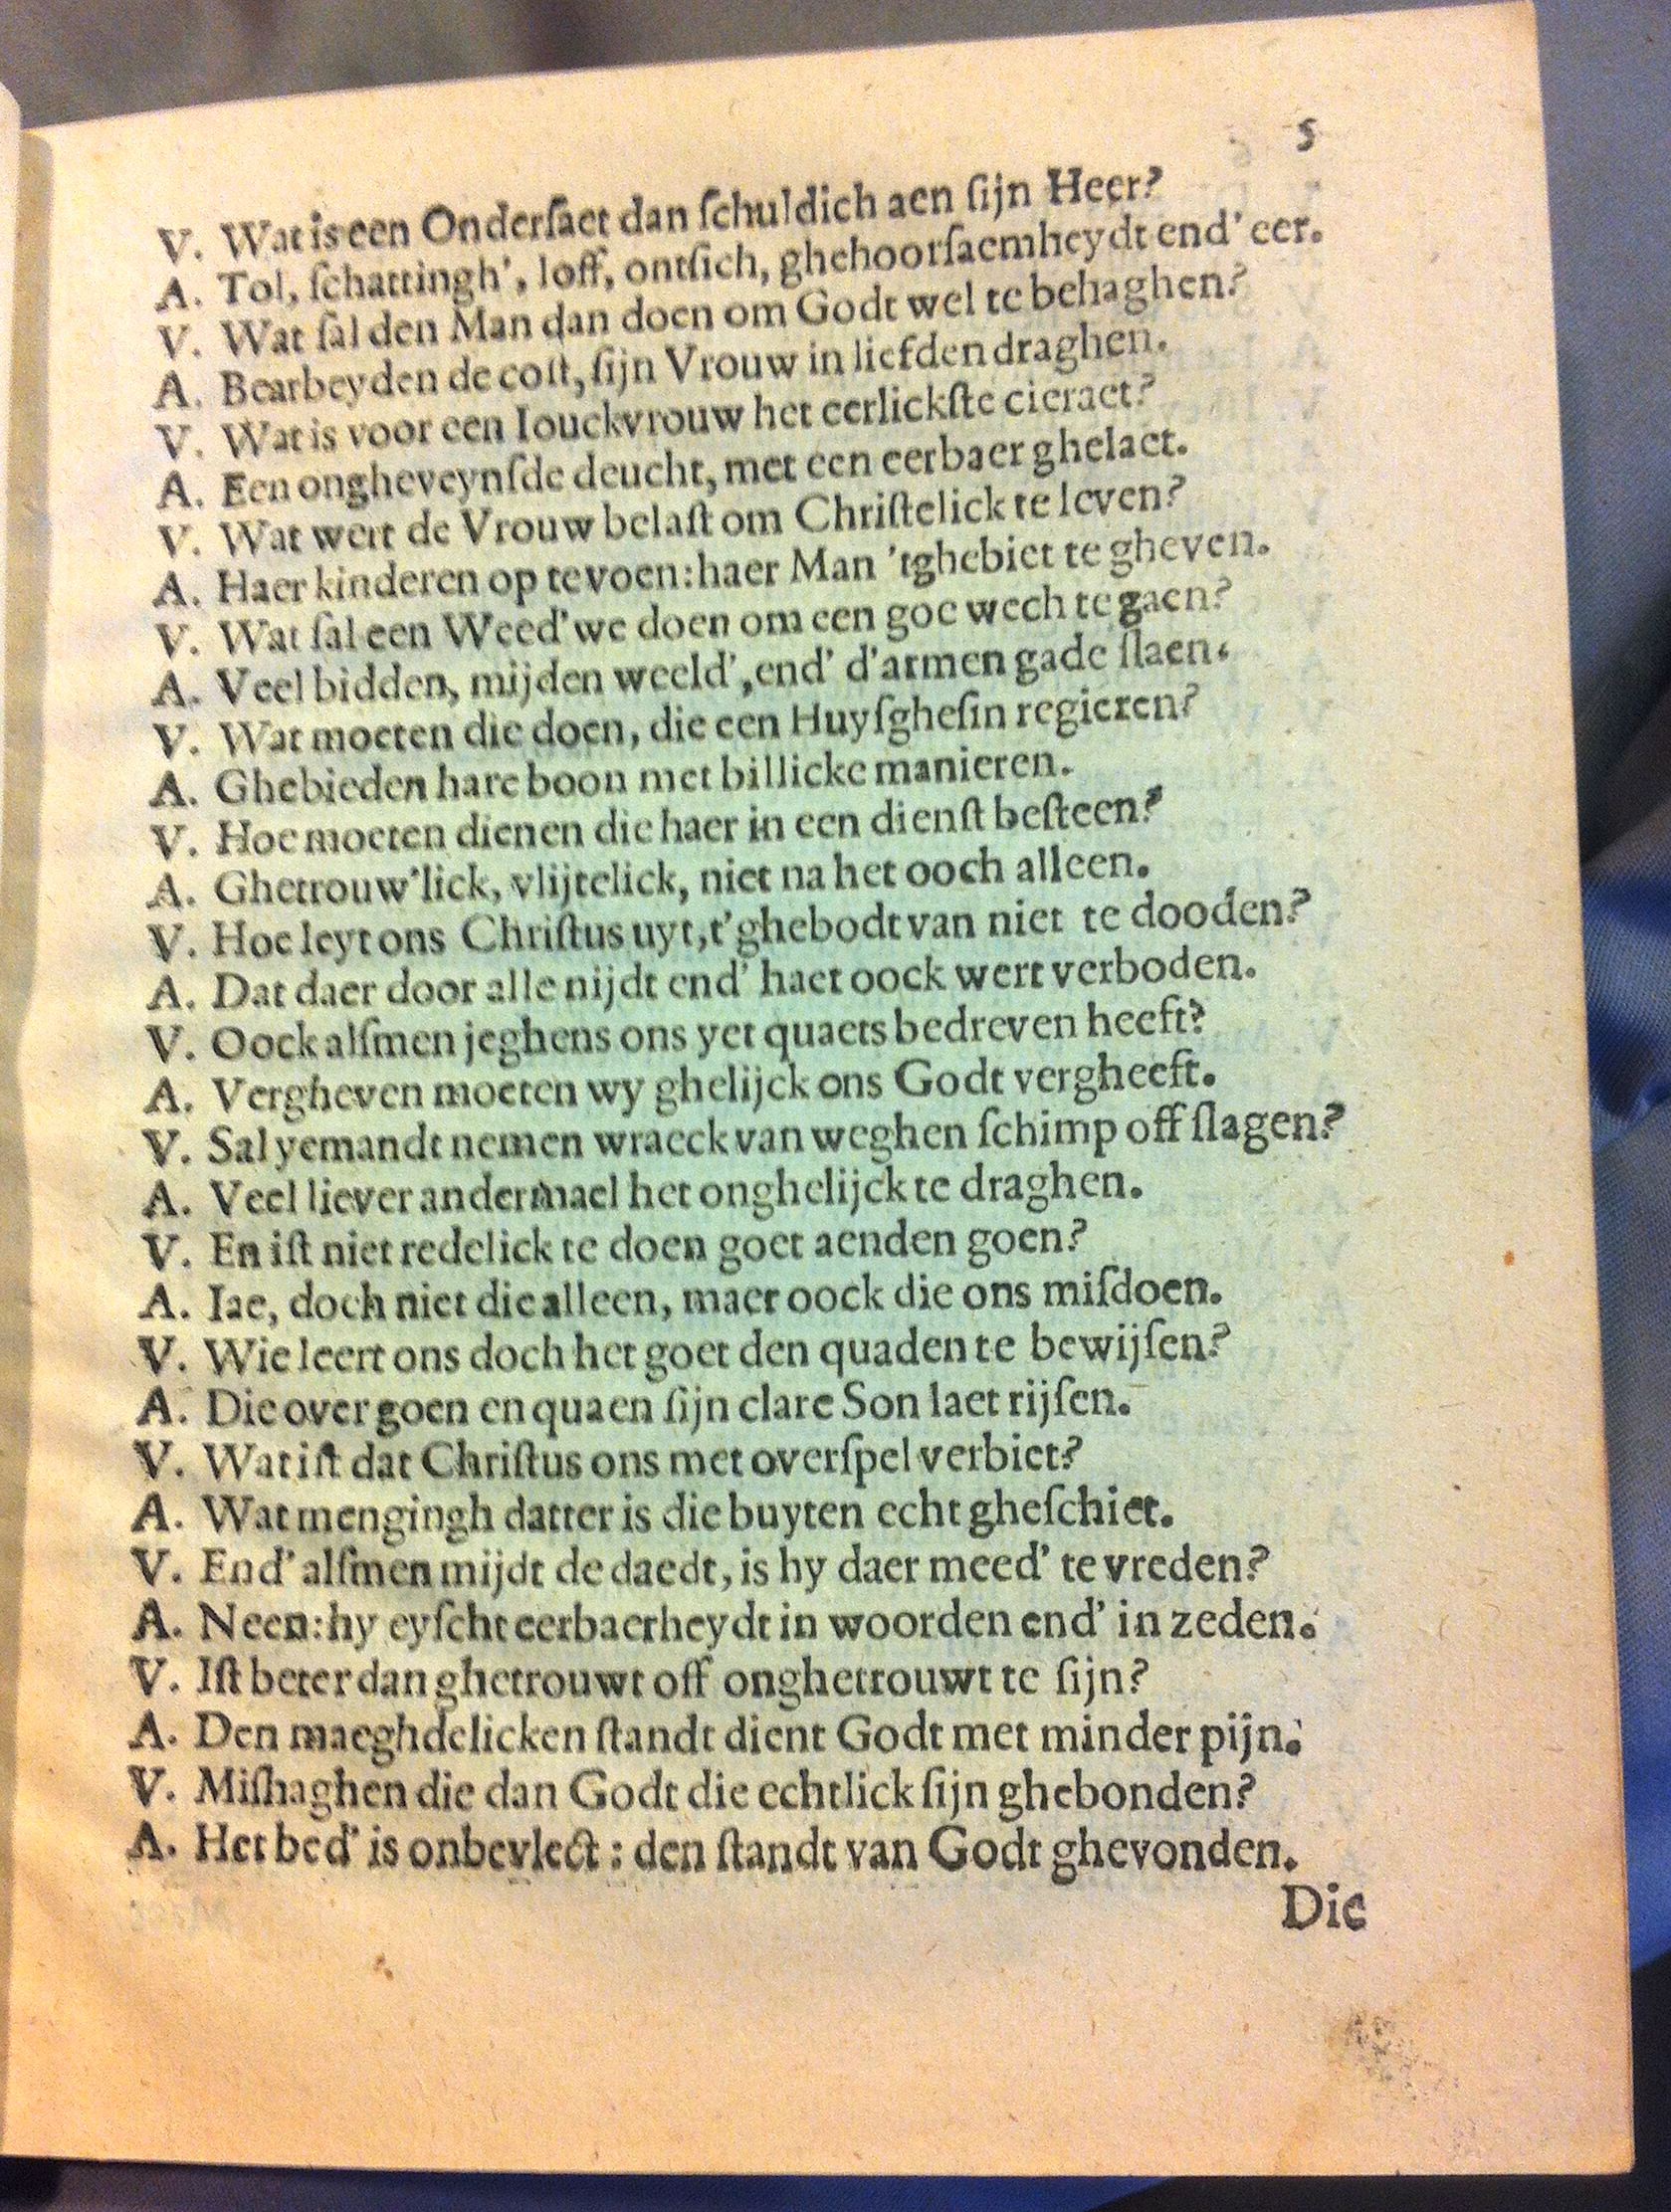 5
V. Wat is een Onderſaet dan ſchuldich aen ſijn Heer?
A. Tol, ſchattingh', loff, ontſich, ghehoorſaemheydt end' eer.
V. Wat ſal den Man dan doen om Godt wel te behaghen?
A. Bearbeyden de coſt, ſijn Vrouw in liefden draghen.
V. Wat is voor een Iouckvrouw het eerlickſte cieraet?
A. Een ongheveynſde deucht, met een eerbaer ghelaet.
V. Wat wert de Vrouw belaſt om Chriſtelick te leven?
A. Haer kinderen op te voen: haer Man 'tghebiet te gheven.
V. Wat ſal een Weed'we doen om een goe wech te gaen?
A. Veel bidden, mijden weeld', end' d'armen gade ſlaen.
V. Wat moeten die doen, die een Huyſgheſin regieren?
A. Ghebieden hare boon met billicke manieren.
V. Hoe moeten dienen die haer in een dienſt beſteen?
A. Ghetrouw'lick, vlijtelick, niet na het ooch alleen.
V. Hoe leyt ons Chriſtus uyt, t'ghebodt van niet te dooden?
A. Dat daer door alle nijdt end' haet oock wert verboden.
V. Oock alſmen jeghens ons yet quaets bedreven heeft?
A. Vergheven moeten wy ghelijck ons Godt vergheeft.
V. Sal yemandt nemen wraeck van weghen ſchimp off ſlagen?
A. Veel liever andermael het onghelijck te draghen.
V. En iſt niet redelick te doen goet aenden goen?
A. Iae, doch niet die alleen, maer oock die ons miſdoen.
V. Wie leert ons doch het goet den quaden te bewijſen?
A. Die over goen en quaen ſijn clare Son laet rijſen.
V. Wat iſt dat Chriſtus ons met overſpel verbiet?
A. Wat mengingh datter is die buyten echt gheſchiet.
V. End' alſmen mijdt de daedt, is hy daer meed' te vreden?
A. Neen: hy eyſcht eerbaerheydt in woorden end' in zeden.
V. Iſt beter dan ghetrouwt off onghetrouwt te ſijn?
A. Den maeghdelicken ſtandt dient Godt met minder pijn.
V. Miſhaghen die dan Godt die echtlick ſijn ghebonden?
A. Het bed' is onbevlect : den ſtandt van Godt ghevonden.
Die